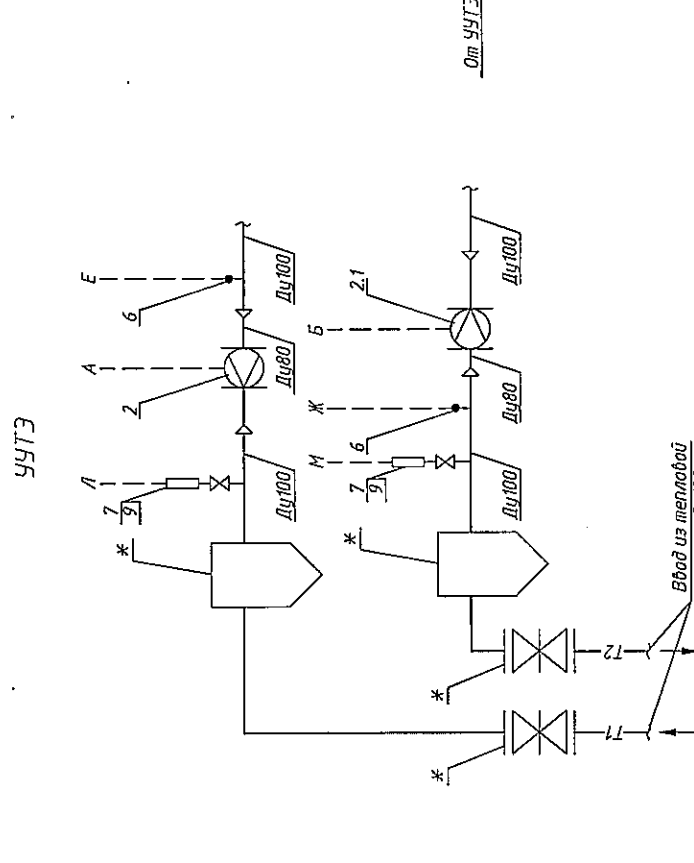 УУТЭ
От УУТЭ
Е
6
Ду100
А
2
Ду80
Л
7
9
Ду100
*
Б
2.1
Ду100
Ж
6
Ду80
М
7
9
Ду100
*
*
*
Т2
Т1
Ввод из тепловой